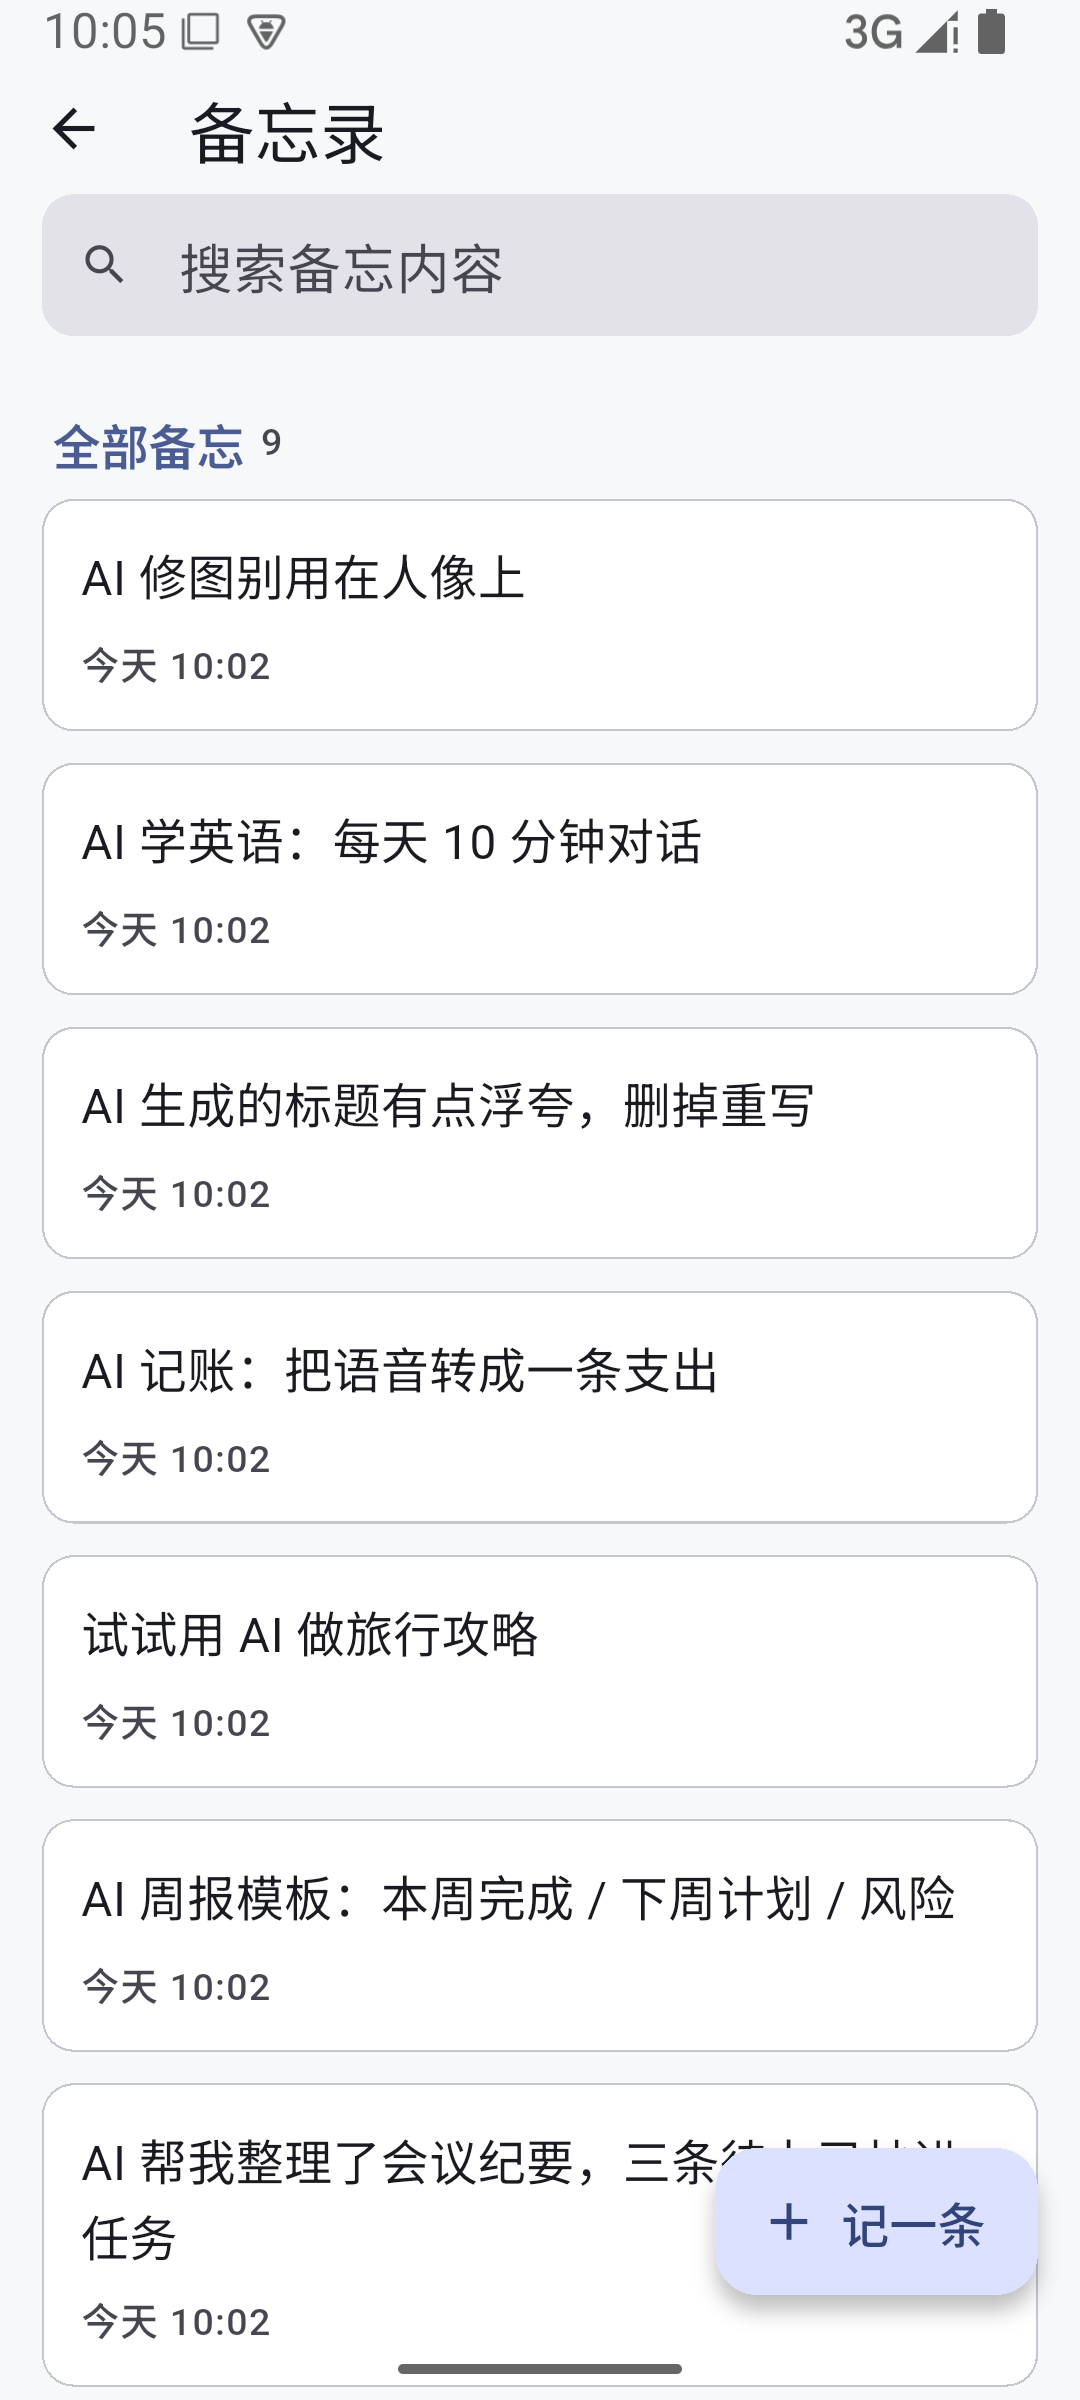 10:05
3G
备忘录
搜索备忘内容
全部备忘 9
AI 修图别用在人像上
今天 10:02
AI 学英语：每天 10 分钟对话
今天 10:02
AI 生成的标题有点浮夸，删掉重写
今天 10:02
AI 记账：把语音转成一条支出
今天 10:02
试试用 AI 做旅行攻略
今天 10:02
AI 周报模板：本周完成 / 下周计划 / 风险
今天 10:02
AI 帮我整理了会议纪要，三条
任务
记一条
今天 10:02